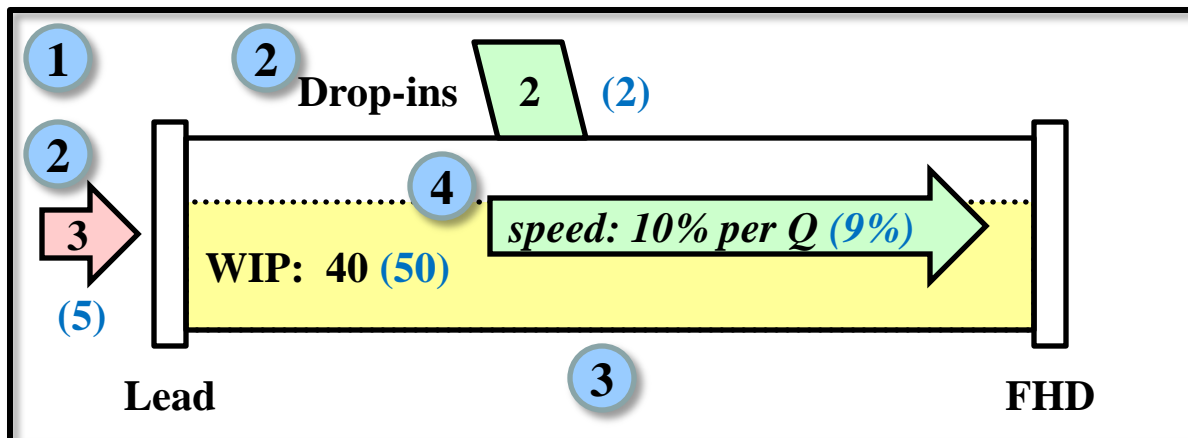 1
2
Drop-ins 2 (2)
2
4
3
speed: 10% per Q (9%)
WIP: 40 (50)
(5)
3
Lead
FHD